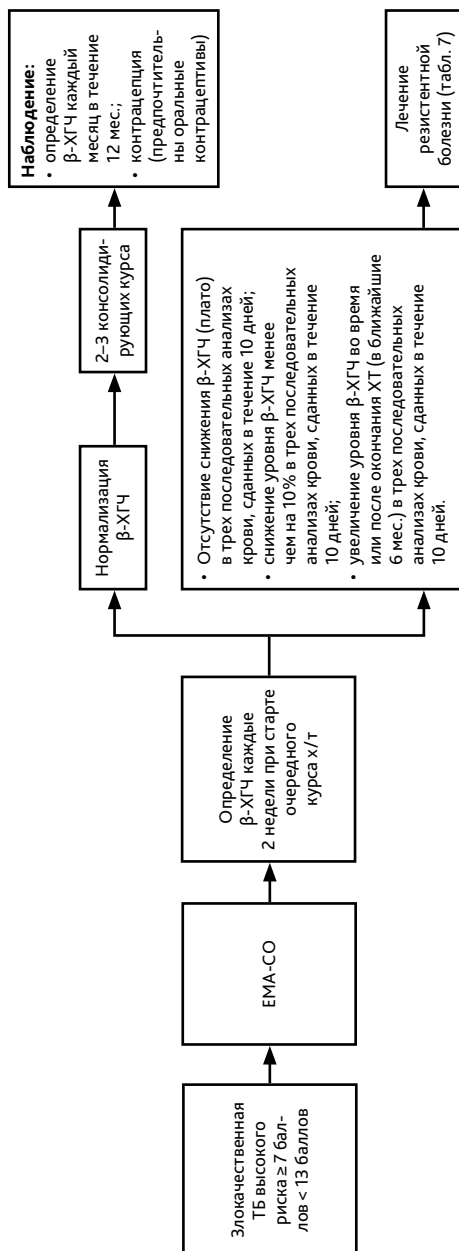 Злокачественная
ТБ высокого
риска ≥ 7 бал-
лов < 13 баллов
EMA-CO
Определение
β-ХГЧ каждые
2 недели при старте
очередного
курса х/т
Нормализация
β-ХГЧ
2–3 консолиди-
рующих курса
Наблюдение:
• определение
β-ХГЧ каждый
месяц в течение
12 мес.;
• контрацепция
(предпочтитель-
ны оральные
контрацептивы)
• Отсутствие снижения β-ХГЧ (плато)
в трех последовательных анализах
крови, сданных в течение 10 дней;
• снижение уровня β-ХГЧ менее
чем на 10% в трех последовательных
анализах крови, сданных в течение
10 дней;
• увеличение уровня β-ХГЧ во время
или после окончания ХТ (в ближайшие
6 мес.) в трех последовательных
анализах крови, сданных в течение
10 дней.
Лечение
резистентной
болезни (табл. 7)